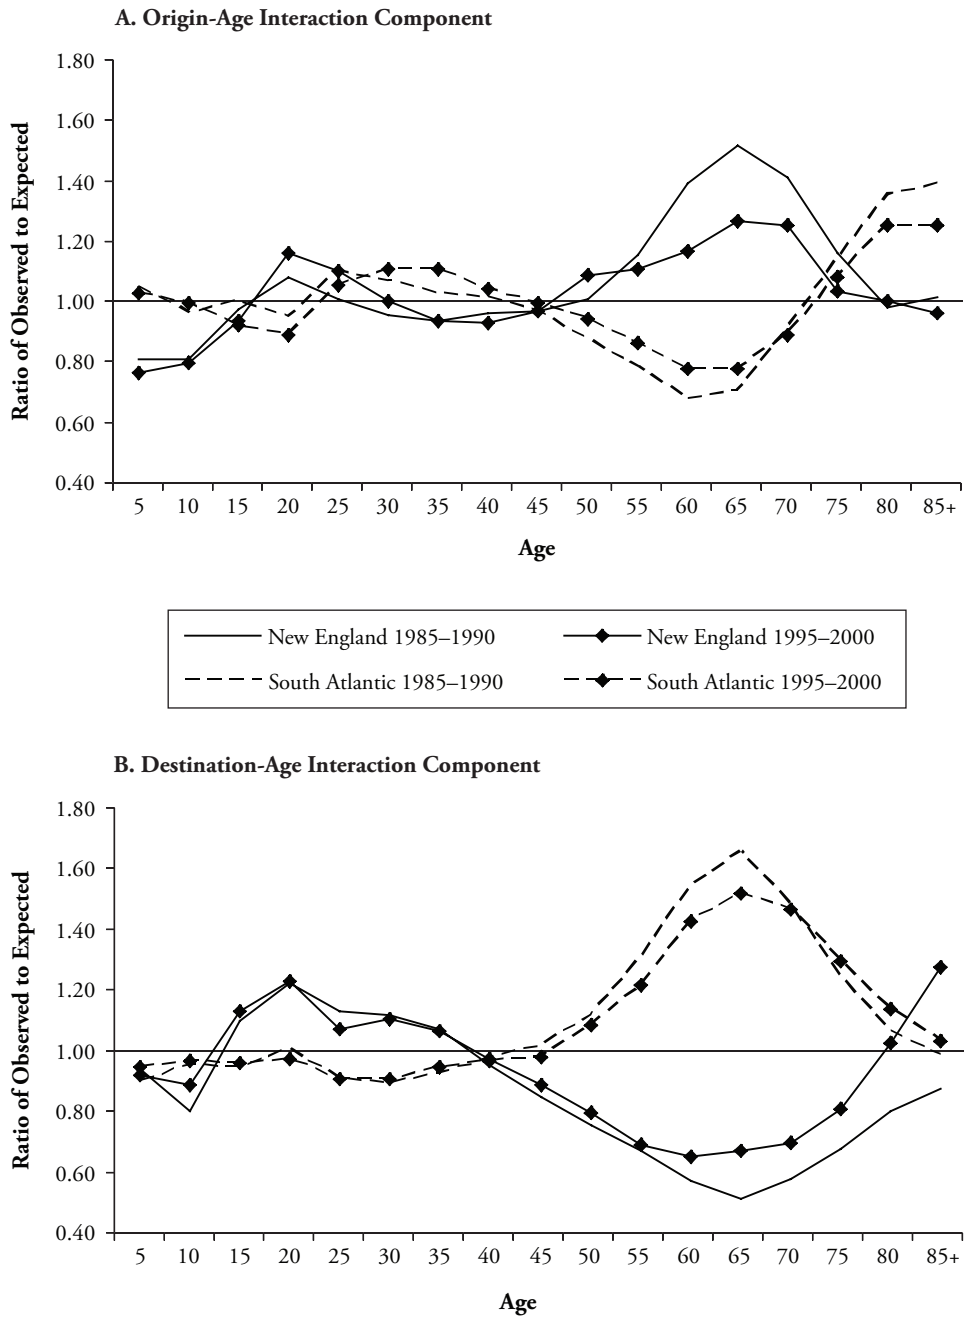 A. Origin-Age Interaction Component
1.80
1.60
1.40
1.20
1.00
0.80
0.60
0.40
Ratio of Observed to Expected
5 10 15 20 25 30 35 40 45 50 55 60 65 70 75 80 85+
Age
New England 1985–1990 New England 1995–2000
South Atlantic 1985–1990 South Atlantic 1995–2000
B. Destination-Age Interaction Component
1.80
1.60
1.40
1.20
1.00
0.80
0.60
0.40
Ratio of Observed to Expected
5 10 15 20 25 30 35 40 45 50 55 60 65 70 75 80 85+
Age